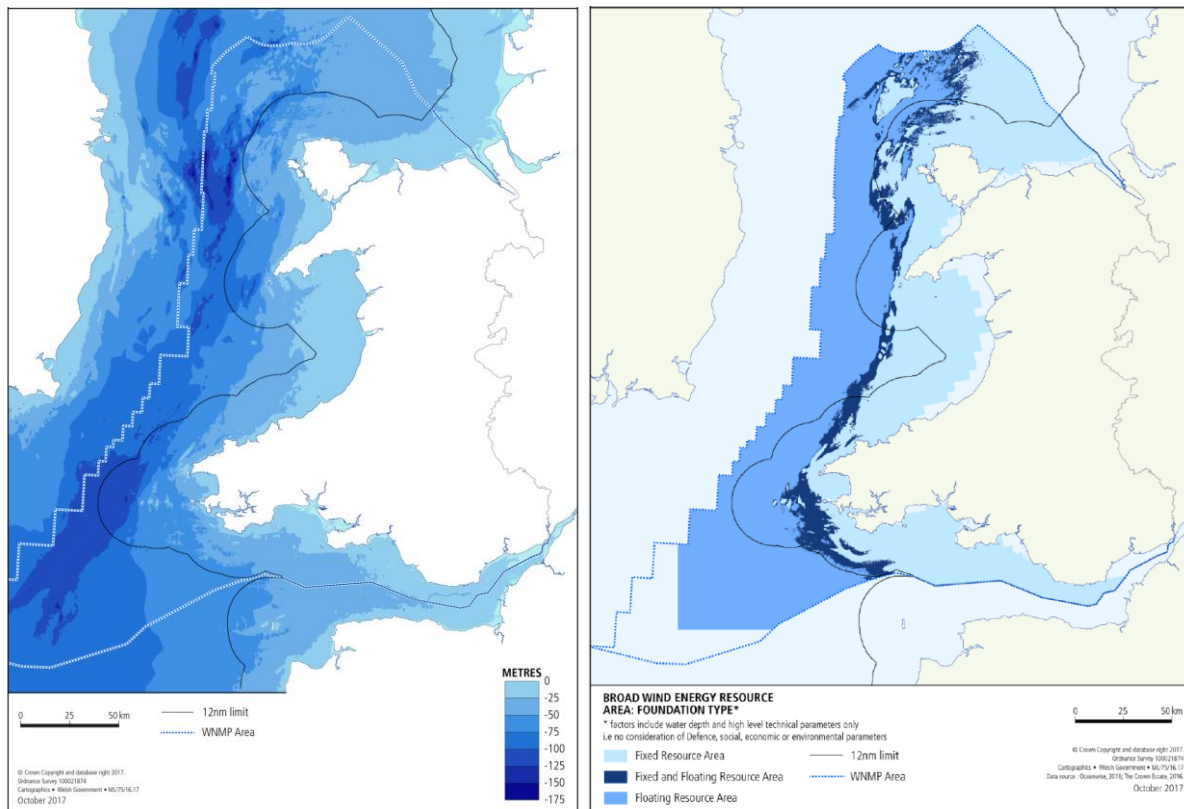 METRES
0
-25
-50
-75
-100
-125
-150
-175
0 25 50 km
12nm limit
WNMP Area
© Crown Copyright and database right 2017.
Ordnance Survey 100021874
Cartographics • Welsh Government • ML/75/16.17
October 2017
BROAD WIND ENERGY RESOURCE
AREA: FOUNDATION TYPE*
* factors include water depth and high level technical parameters only
i.e no consideration of Defence, social, economic or environmental parameters
Fixed Resource Area
Fixed and Floating Resource Area
Floating Resource Area
12nm limit
WNMP Area
0 25 50 km
© Crown Copyright and database right 2017.
Ordnance Survey 100021874
Cartographics • Welsh Government • ML/75/16.17
Data source : Oceanwise, 2016; The Crown Estate, 2016.
October 2017